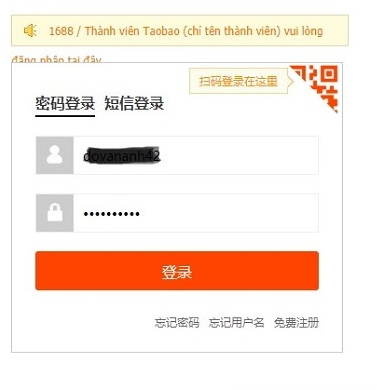 1688 / Thành viên Taobao (chỉ tên thành viên) vui lòng
đăng nhập tại đây
扫码登录在这里
密码登录 短信登录
••••••••••
登录
忘记密码 忘记用户名 免费注册